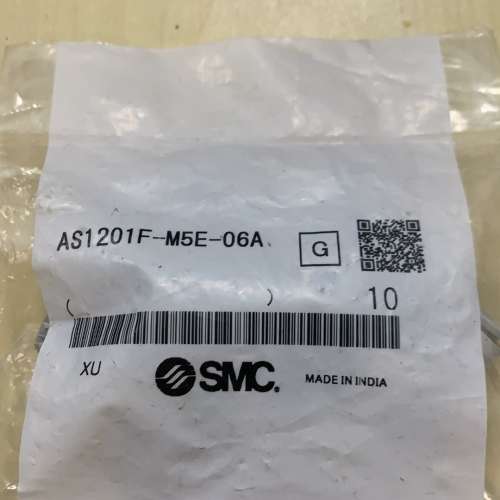 AS1201F-M5E-06A G
( ) 10
XU SMC. MADE IN INDIA